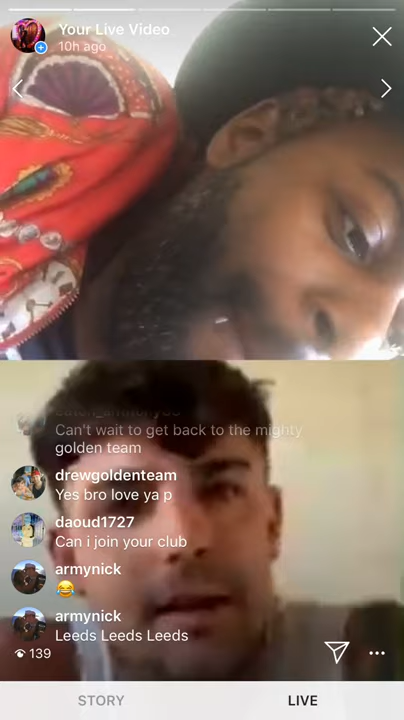 Your Live Video
10h ago
Can't wait to get back to the mighty
golden team
drewgoldenteam
Yes bro love ya p
daoud1727
Can i join your club
armynick
😂
armynick
Leeds Leeds Leeds
139
STORY
LIVE